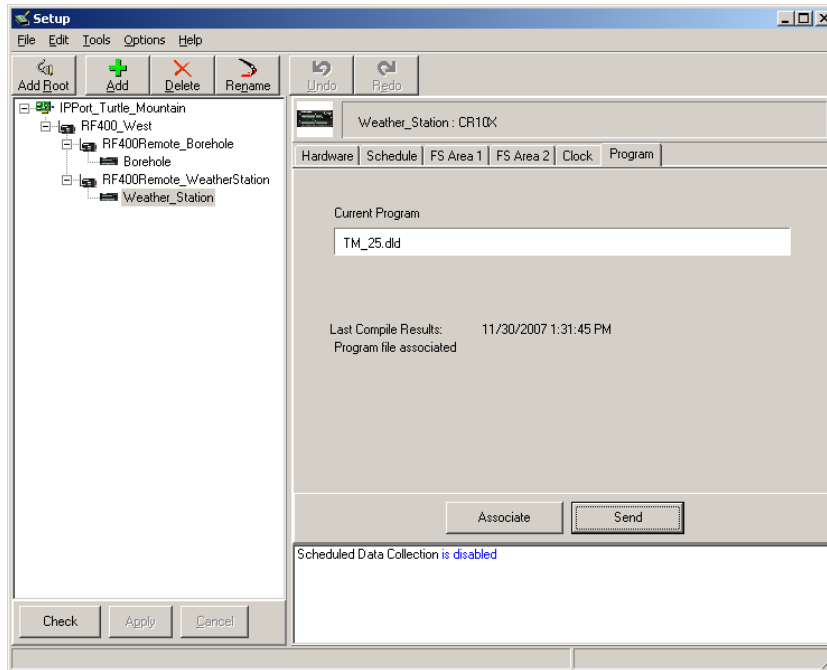 Setup
File Edit Tools Options Help
Add Root Add Delete Rename Undo Redo
IPPort_Turtle_Mountain
RF400_West
RF400Remote_Borehole
Borehole
RF400Remote_WeatherStation
Weather_Station
Weather_Station : CR10X
Hardware Schedule FS Area 1 FS Area 2 Clock Program
Current Program
TM_25.dld
Last Compile Results: 11/30/2007 1:31:45 PM
Program file associated
Associate Send
Scheduled Data Collection is disabled
Check Apply Cancel